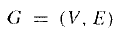 G = (V, E)